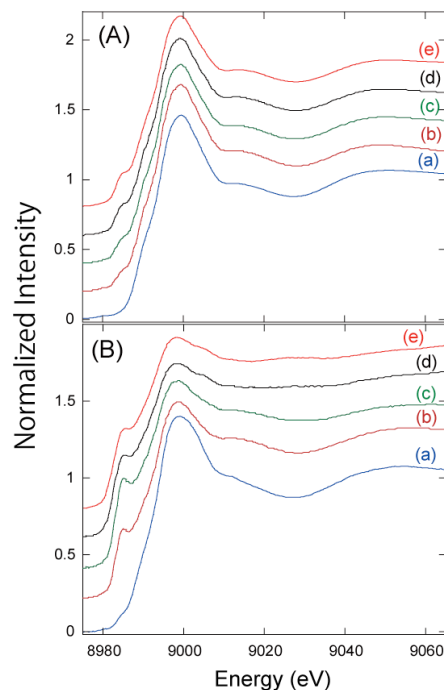 2
(A)
(e)
(d)
1.5
(c)
(b)
(a)
1
0.5
0
Normalized Intensity
(B)
(e)
(d)
1.5
(c)
(b)
1
(a)
0.5
0
8980 9000 9020 9040 9060
Energy (eV)